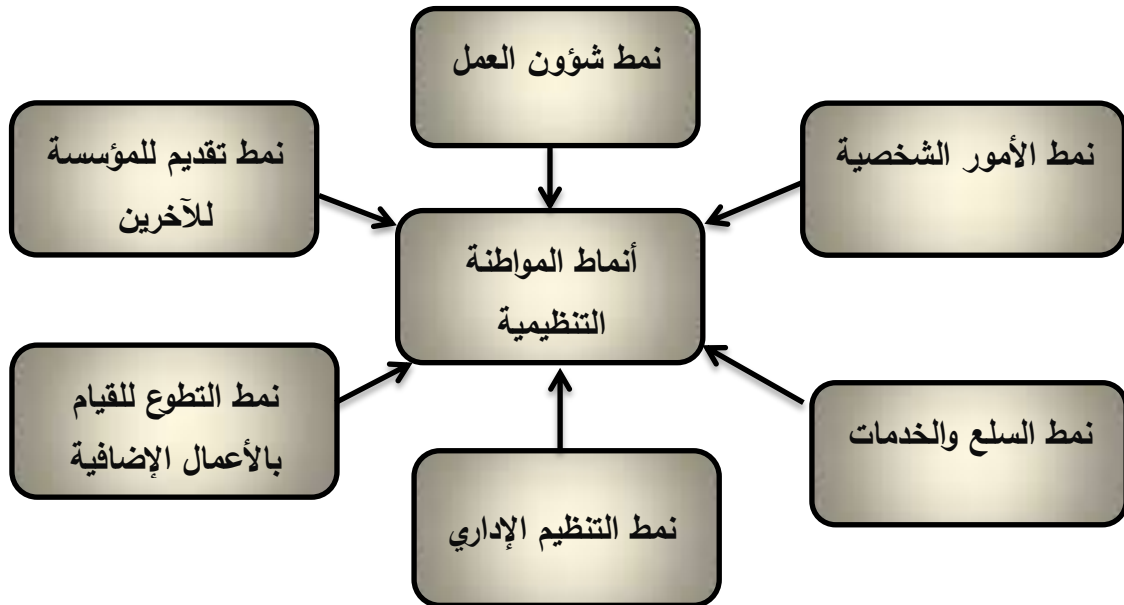 نمط شؤون العمل
نمط الأمور الشخصية
نمط تقديم للمؤسسة
للآخرين
أنماط المواطنة
التنظيمية
نمط السلع والخدمات
نمط التطوع للقيام
بالأعمال الإضافية
نمط التنظيم الإداري